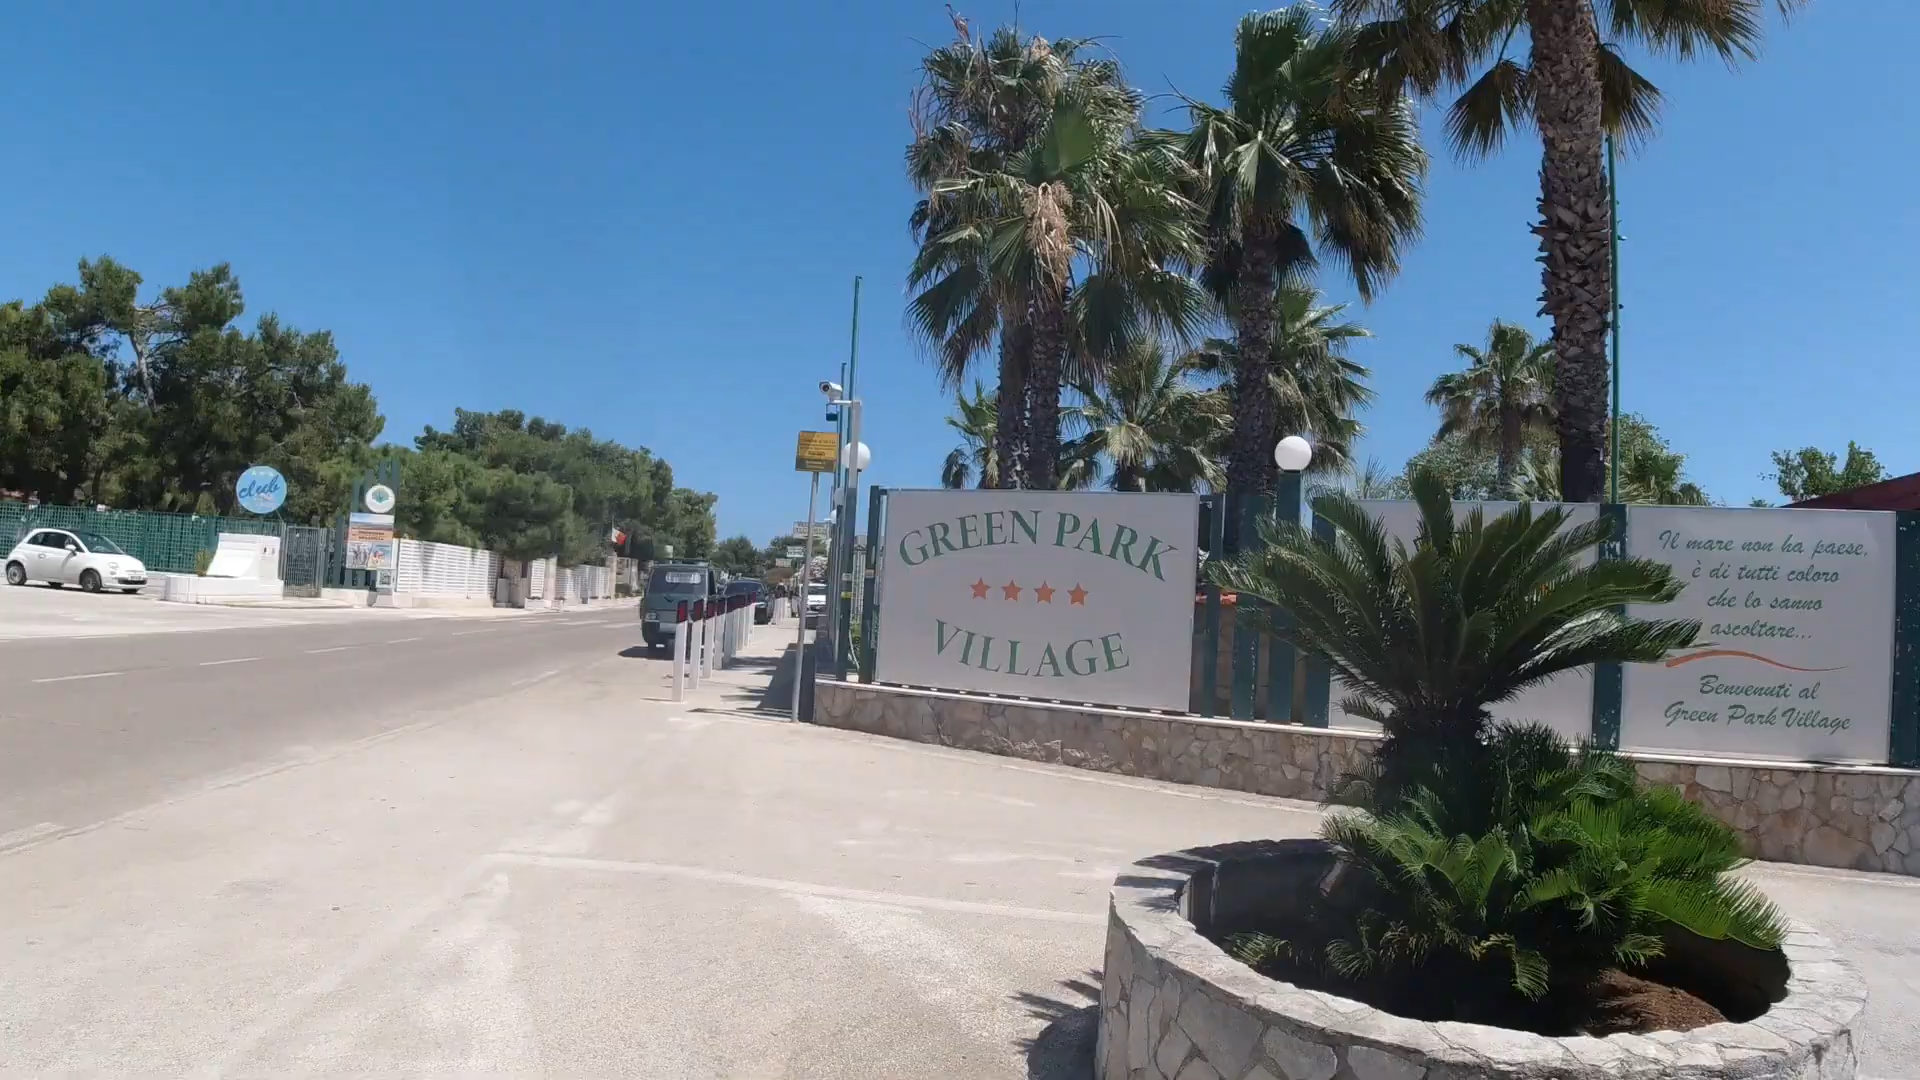 club
GREEN PARK
VILLAGE
Il mare non ha paese,
è di tutti coloro
che lo sanno
ascoltare...
Benvenuti al
Green Park Village